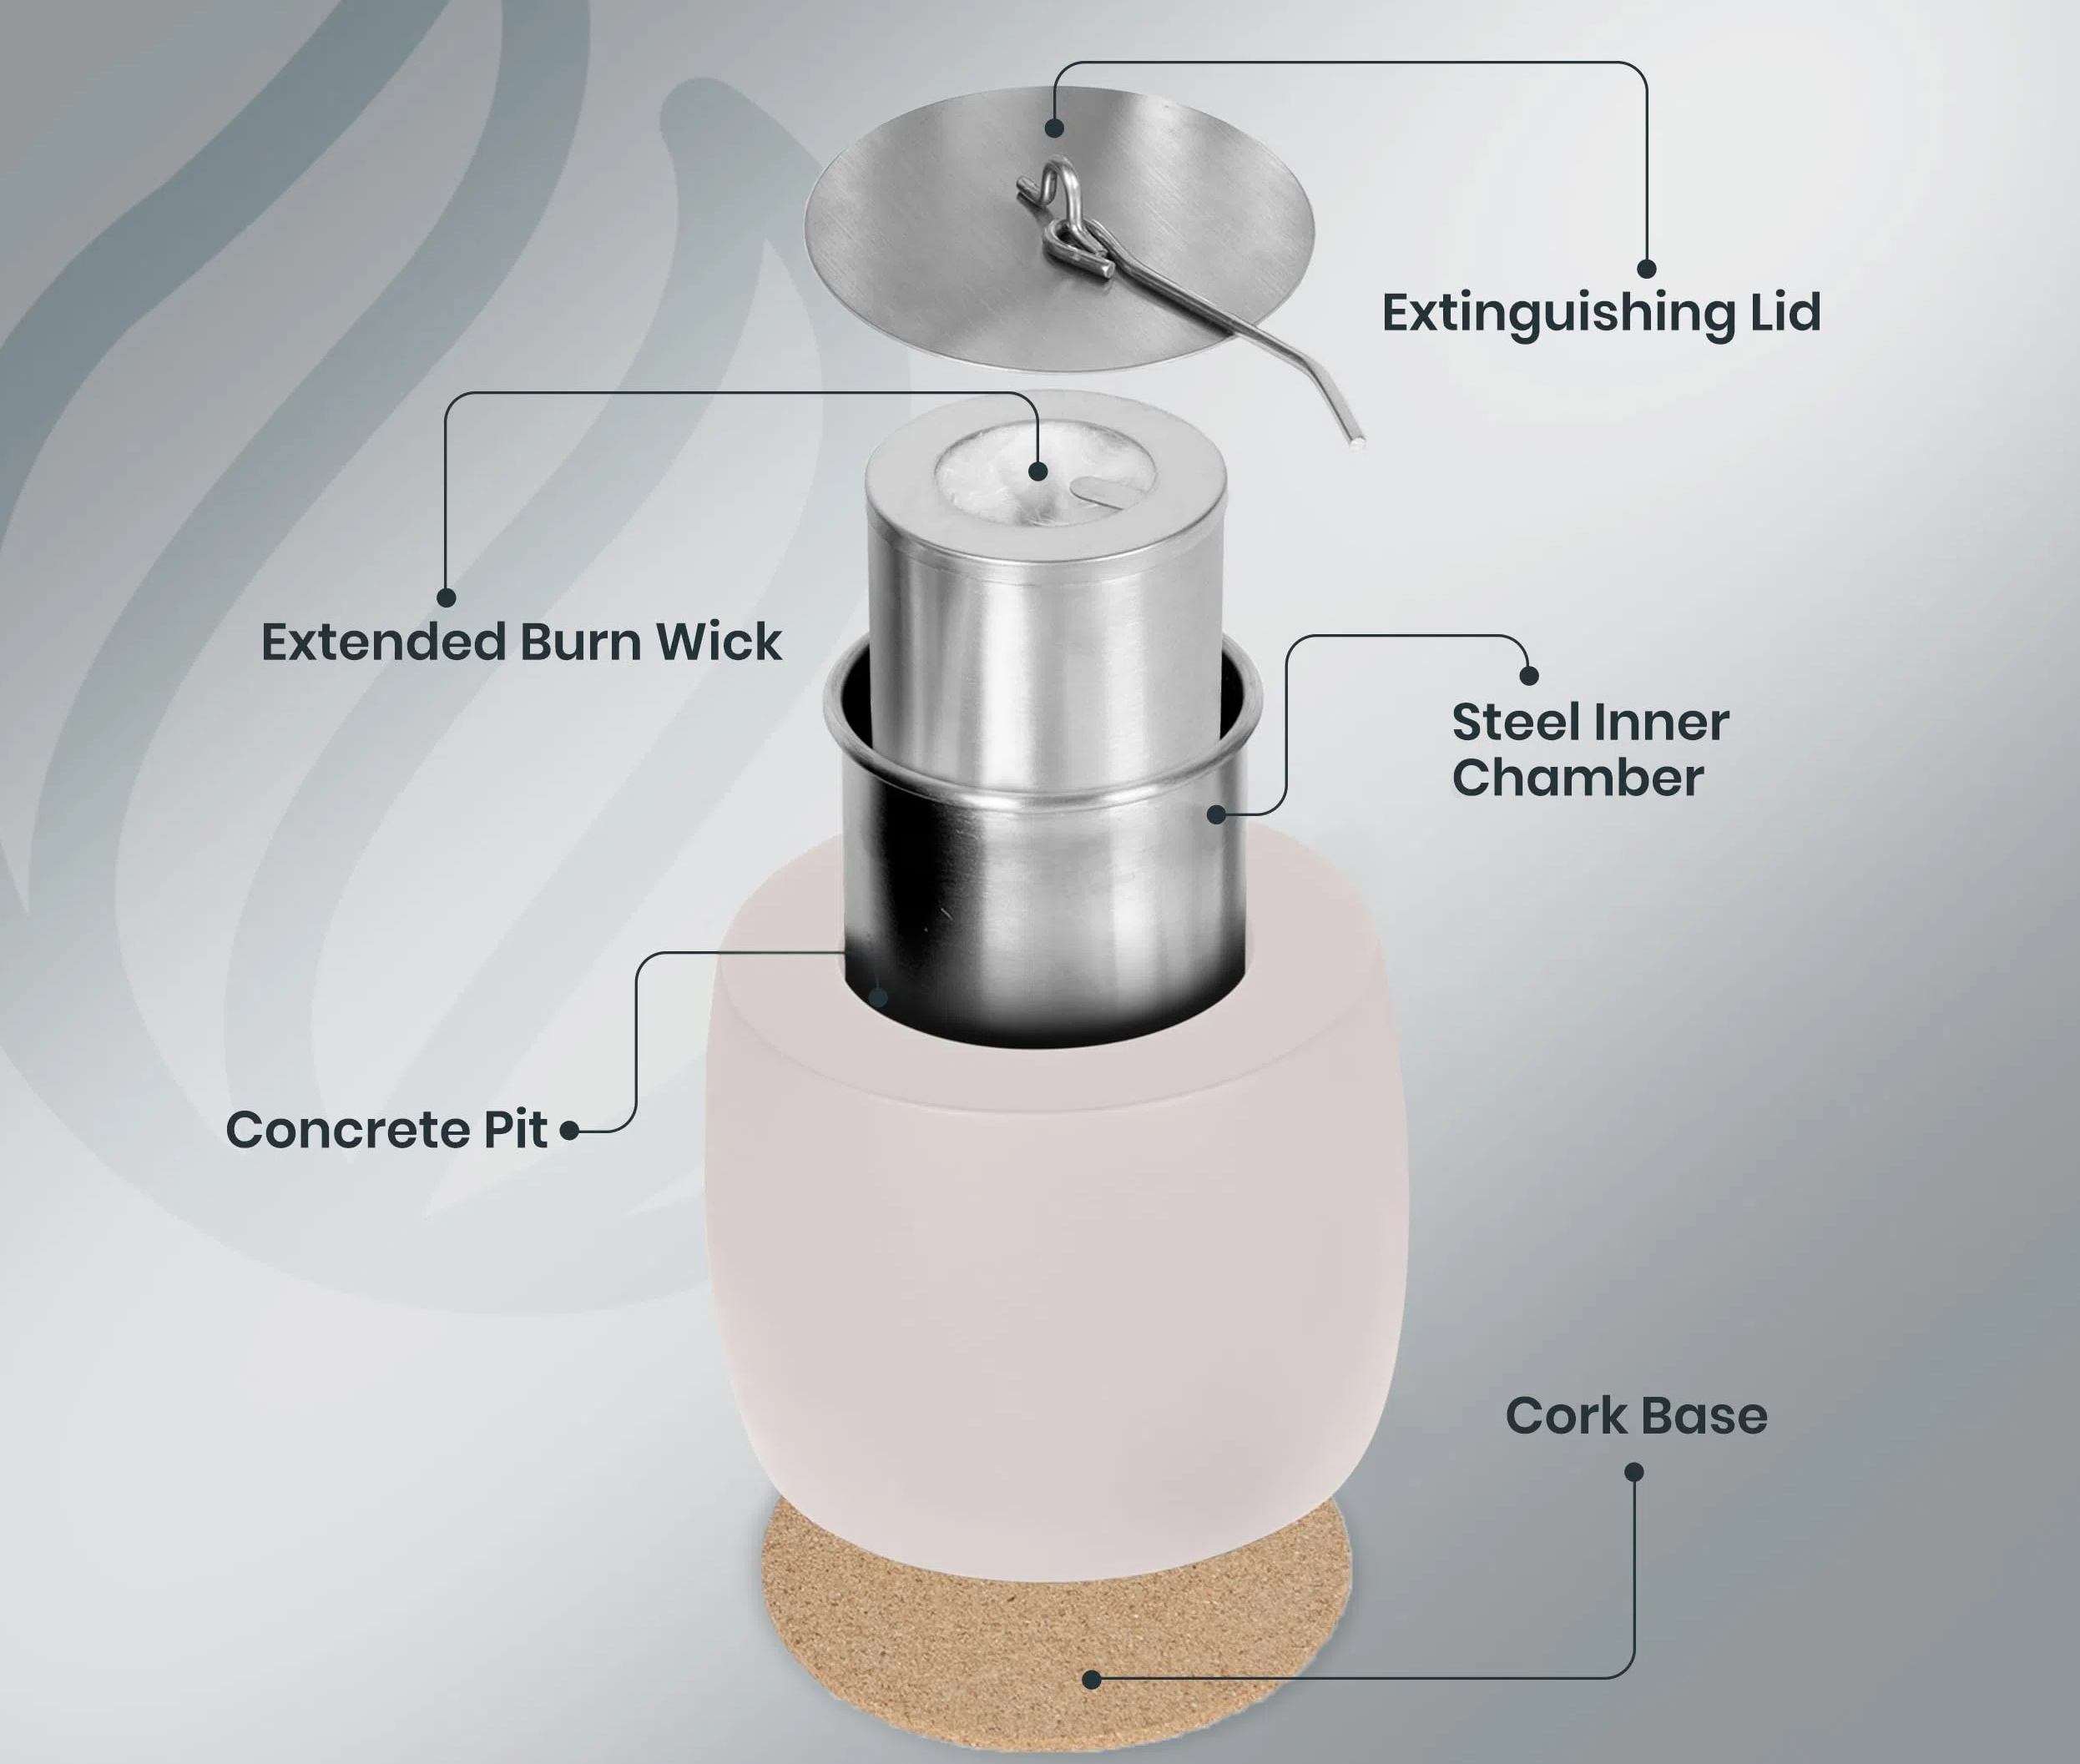 Extinguishing Lid
Extended Burn Wick
Steel Inner
Chamber
Concrete Pit
Cork Base